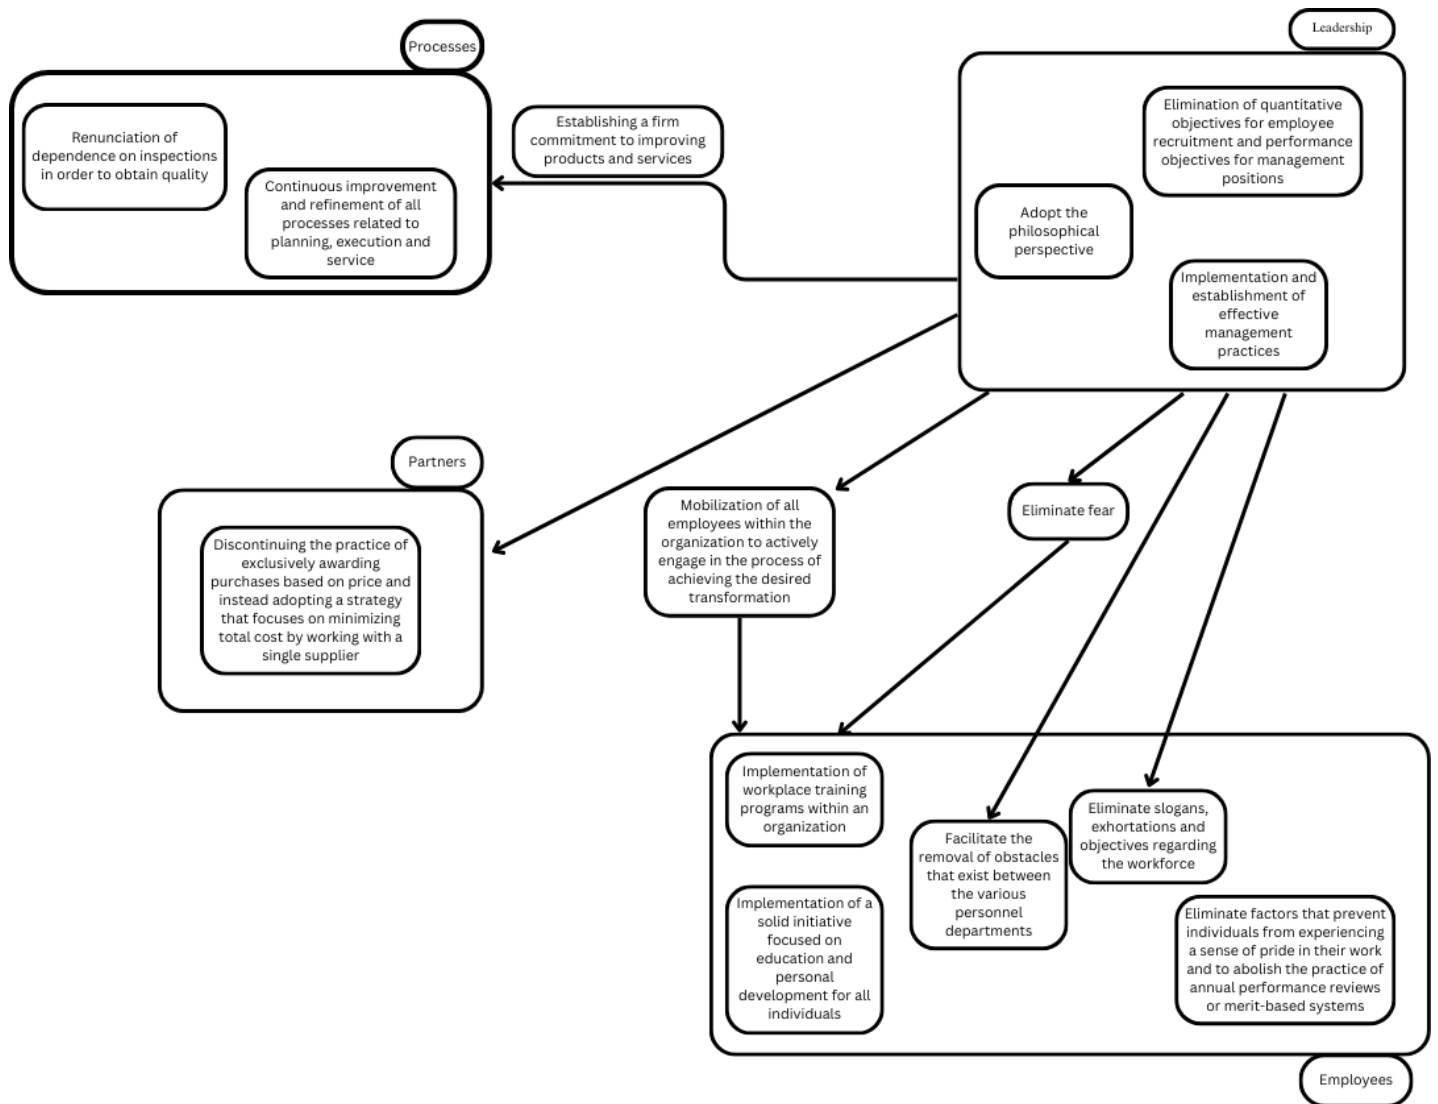 Processes
Renunciation of
dependence on inspections
in order to obtain quality
Continuous improvement
and refinement of all
processes related to
planning, execution and
service
Establishing a firm
commitment to improving
products and services
Leadership
Elimination of quantitative
objectives for employee
recruitment and performance
objectives for management
positions
Adopt the
philosophical
perspective
Implementation and
establishment of
effective
management
practices
Partners
Discontinuing the practice of
exclusively awarding
purchases based on price and
instead adopting a strategy
that focuses on minimizing
total cost by working with a
single supplier
Mobilization of all
employees within the
organization to actively
engage in the process of
achieving the desired
transformation
Eliminate fear
Implementation of
workplace training
programs within an
organization
Implementation of a
solid initiative
focused on
education and
personal
development for all
individuals
Facilitate the
removal of obstacles
that exist between
the various
personnel
departments
Eliminate slogans,
exhortations and
objectives regarding
the workforce
Eliminate factors that prevent
individuals from experiencing
a sense of pride in their work
and to abolish the practice of
annual performance reviews
or merit-based systems
Employees